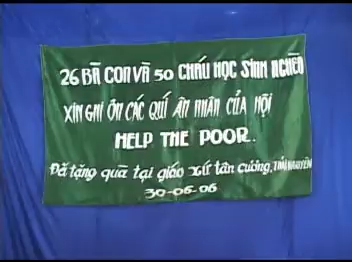 26 BÀ CON VÀ 50 CHÁU HỌC SINH NGHÈO
XIN GHI ƠN CÁC QUÍ ÂN NHÂN CỦA HỘI
HELP THE POOR.
Đã tặng quà tại giáo xứ tân cương, THÁI NGUYÊN
30-06-06